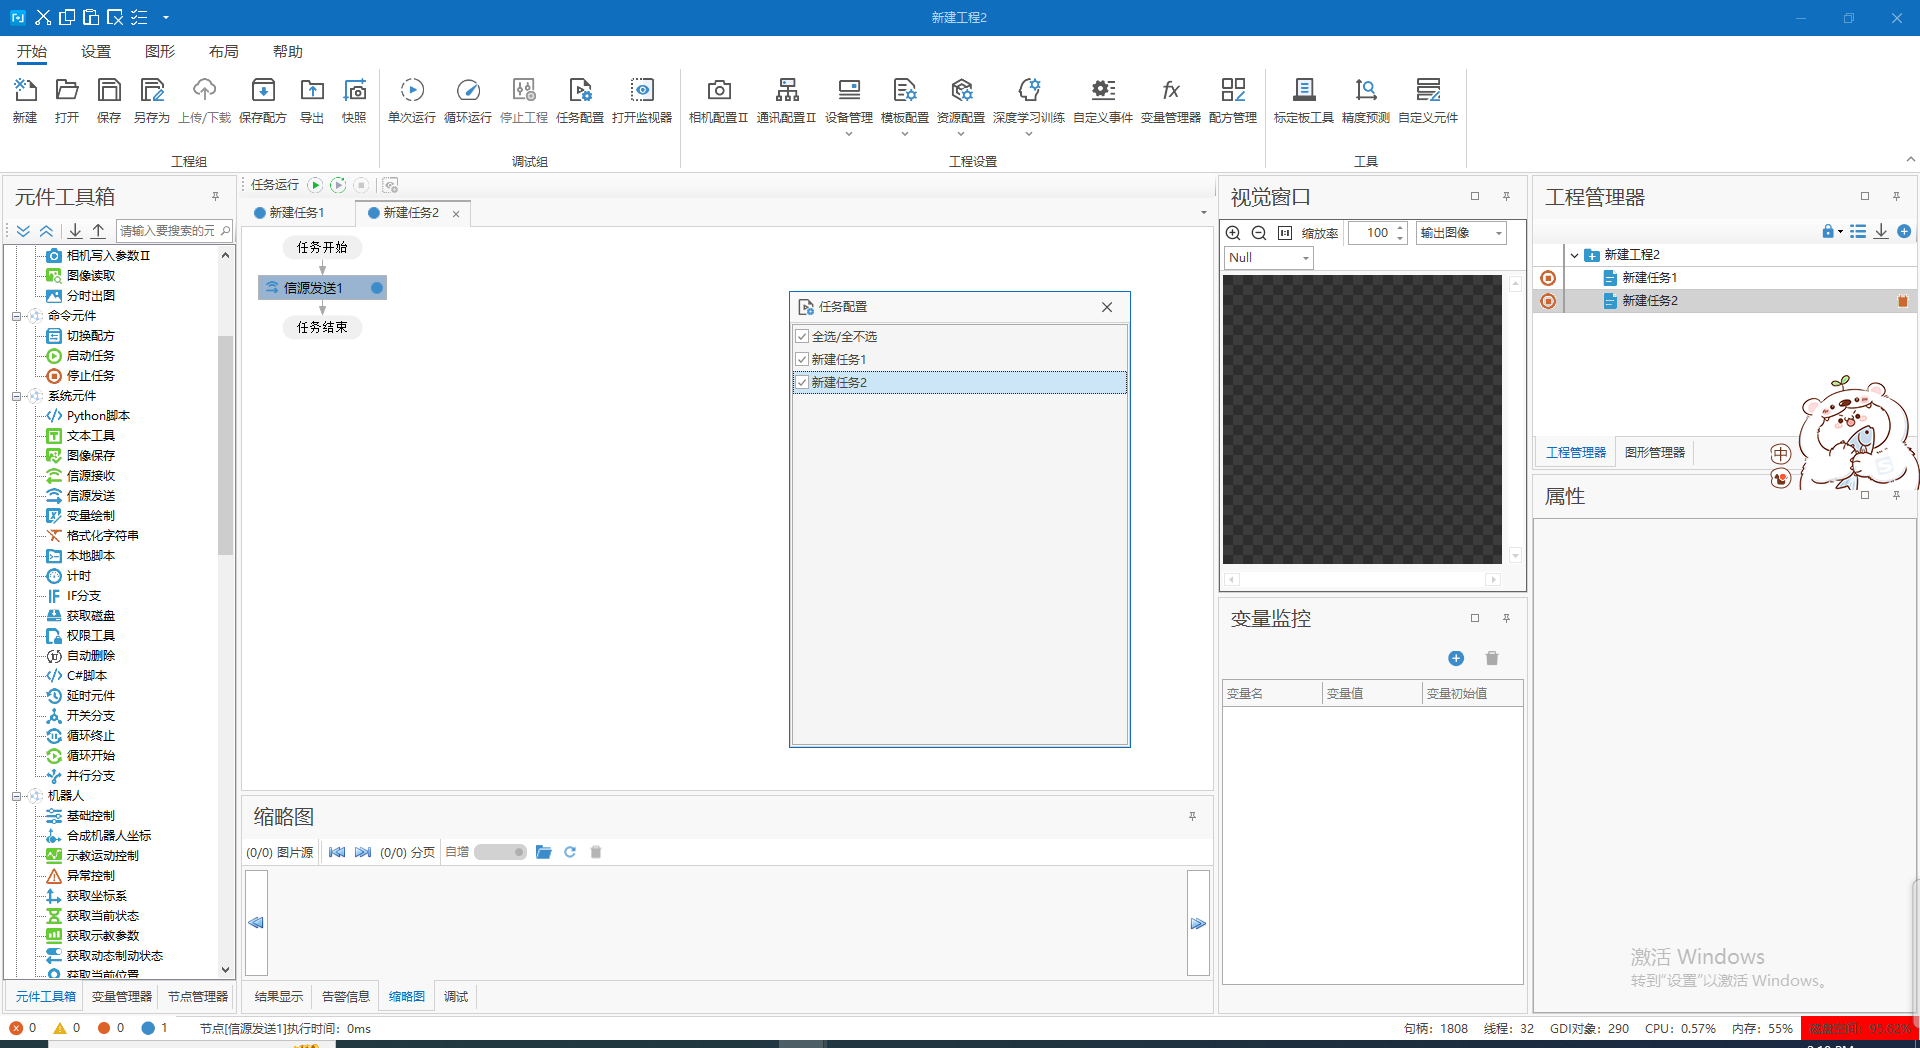 新建工程2
开始 设置 图形 布局 帮助
新建 打开 保存 另存为 上传/下载 保存配方 导出 快照 单次运行 循环运行 停止工程 任务配置 打开监视器 相机配置II 通讯配置II 设备管理 模板配置 资源配置 深度学习训练 自定义事件 变量管理器 配方管理 标定板工具 精度预测 自定义元件
工程组 调试组 工程设置 工具
元件工具箱
请输入要搜索的元
相机写入参数II
图像读取
分时出图
命令元件
切换配方
启动任务
停止任务
系统元件
Python脚本
文本工具
图像保存
信源接收
信源发送
变量绘制
格式化字符串
本地脚本
计时
IF分支
获取磁盘
权限工具
自动删除
C#脚本
延时元件
开关分支
循环终止
循环开始
并行分支
机器人
基础控制
合成机器人坐标
示教运动控制
异常控制
获取坐标系
获取当前状态
获取示教参数
获取动态制动状态
获取当前位置
元件工具箱 变量管理器 节点管理器
任务运行
新建任务1 新建任务2
任务开始
信源发送1
任务结束
任务配置
全选/全不选
新建任务1
新建任务2
缩略图
(0/0) 图片源 (0/0) 分页 自增
结果显示 告警信息 缩略图 调试
视觉窗口
1:1 缩放率 100 输出图像
Null
变量监控
变量名 变量值 变量初始值
工程管理器
新建工程2
新建任务1
新建任务2
工程管理器 图形管理器
中
属性
激活 Windows
转到"设置"以激活 Windows。
0 0 0 1 节点[信源发送1]执行时间: 0ms
句柄: 1808 线程: 32 GDI对象: 290 CPU: 0.57% 内存: 55%